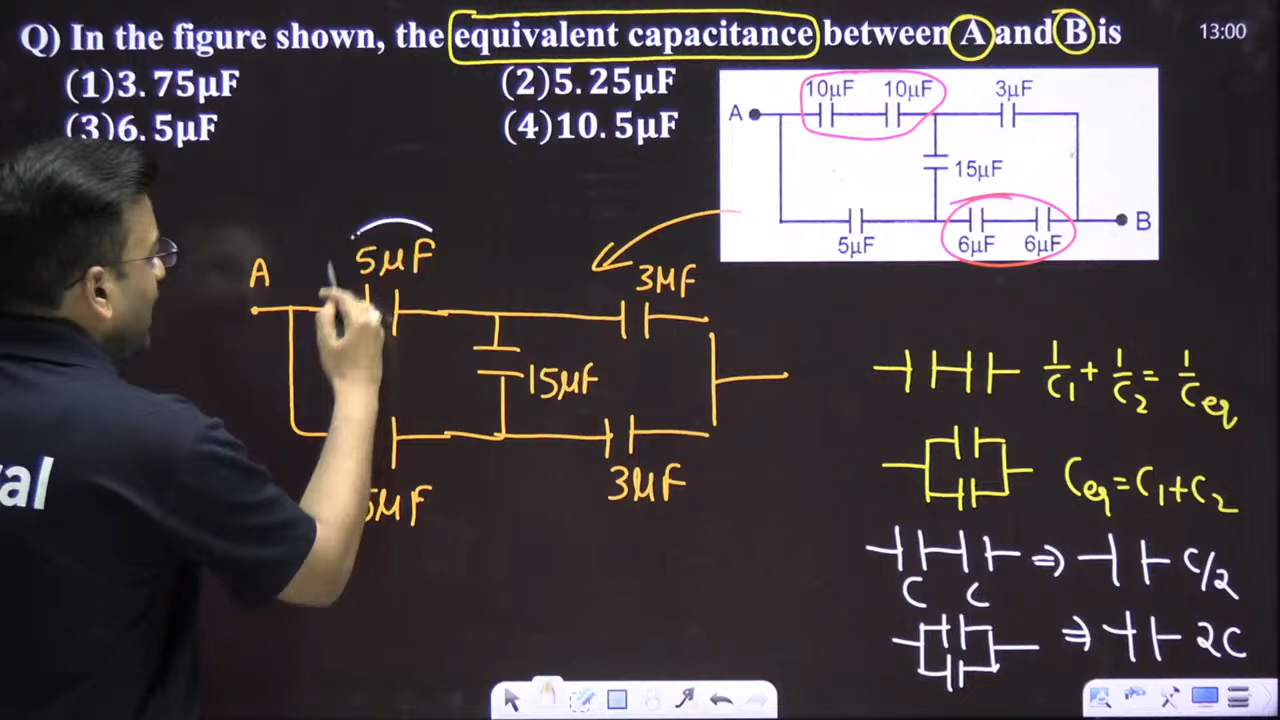 Q) In the figure shown, the equivalent capacitance between A and B is
13:00
(1)3.75μF
(2)5.25μF
(3)6.5μF
(4)10.5μF
10μF 10μF 3μF
A
15μF
B
5μF 6μF 6μF
A
5μF
3μF
15μF
5μF
3μF
1/C1 + 1/C2 = 1/Ceq
Ceq = C1 + C2
C C ⇒ C/2
⇒ 2C
al